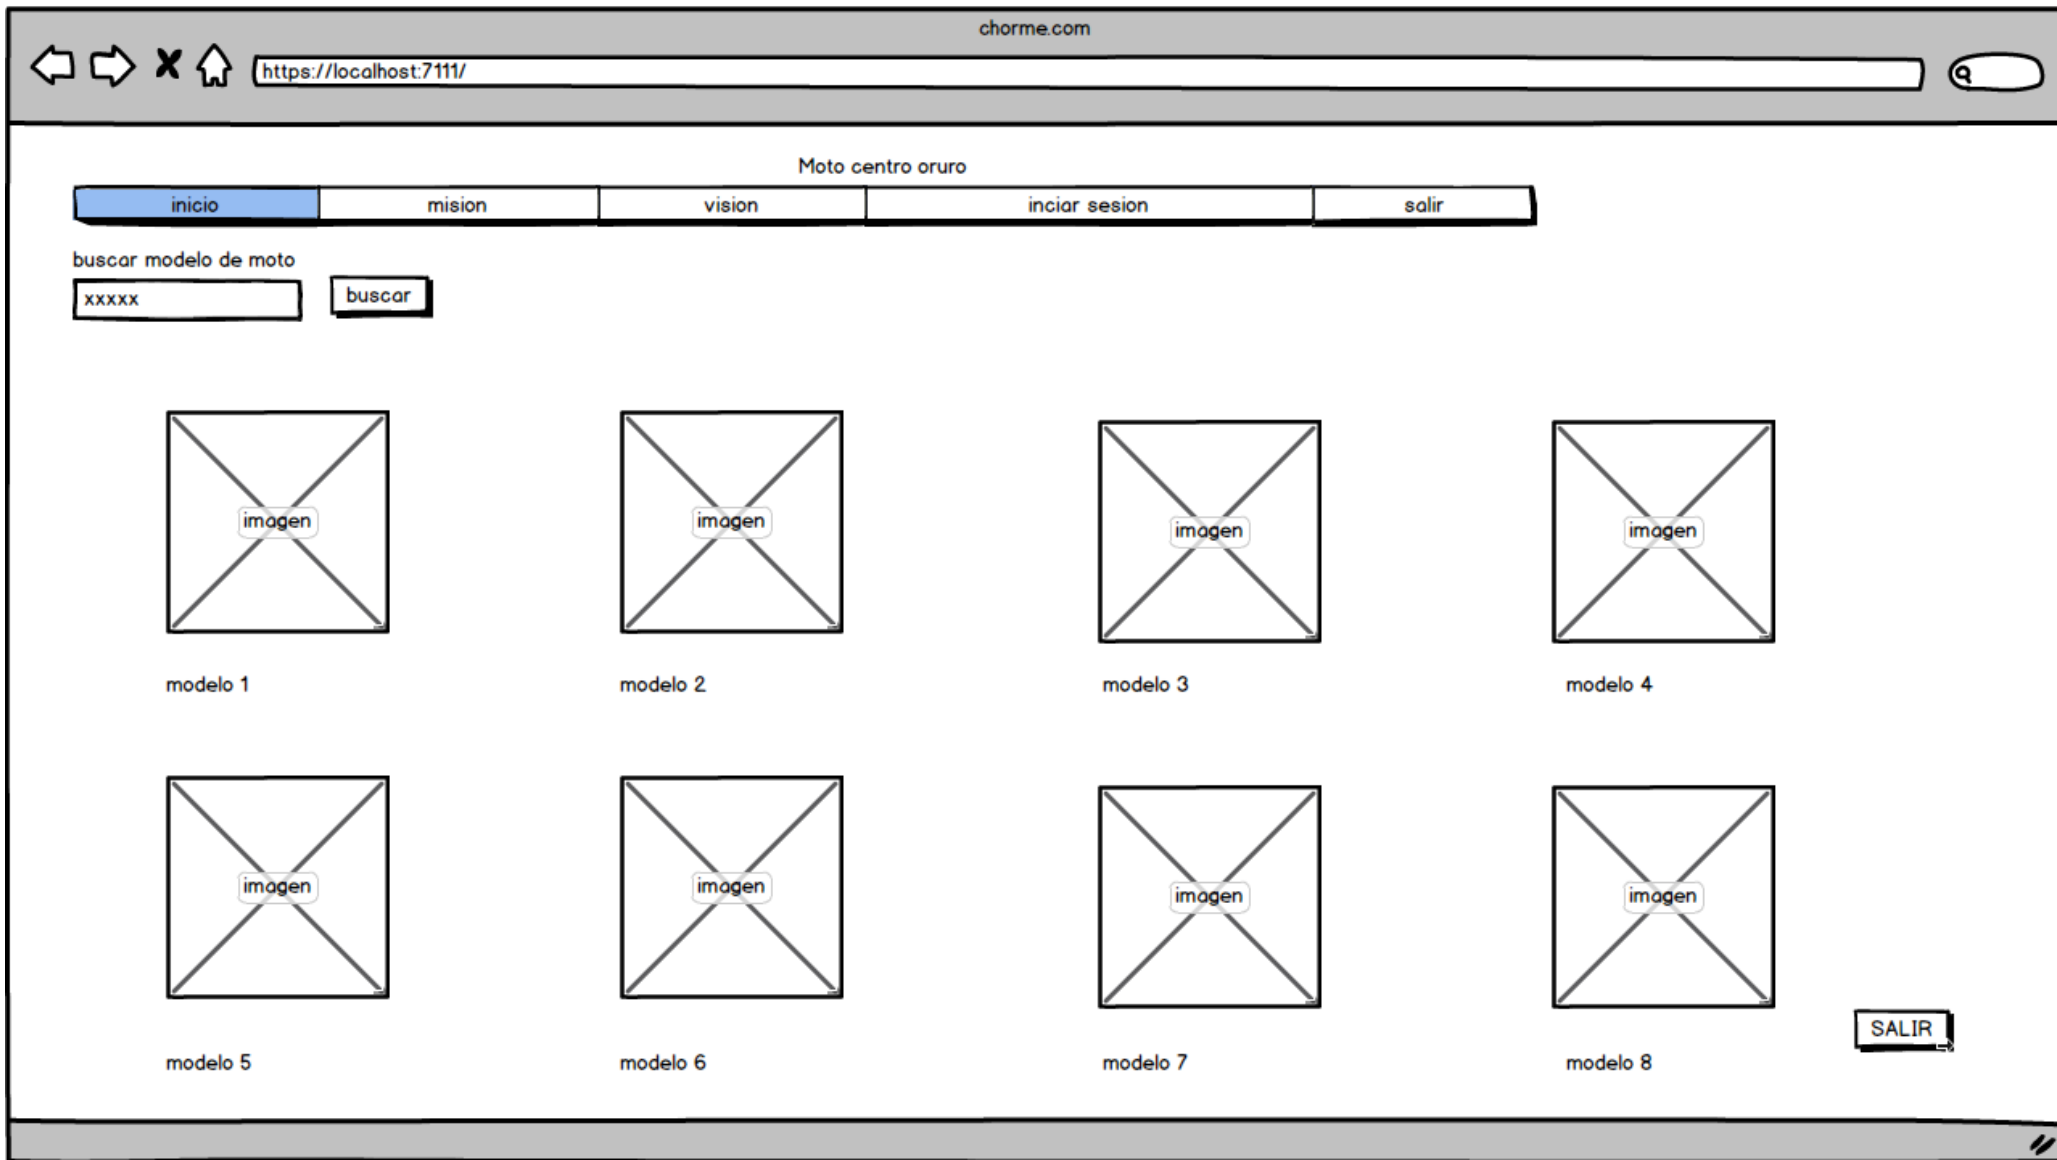 chorme.com
https://localhost:7111/
Moto centro oruro
inicio mision vision inciar sesion salir
buscar modelo de moto
xxxxx buscar
imagen imagen imagen imagen
modelo 1 modelo 2 modelo 3 modelo 4
imagen imagen imagen imagen
SALIR
modelo 5 modelo 6 modelo 7 modelo 8